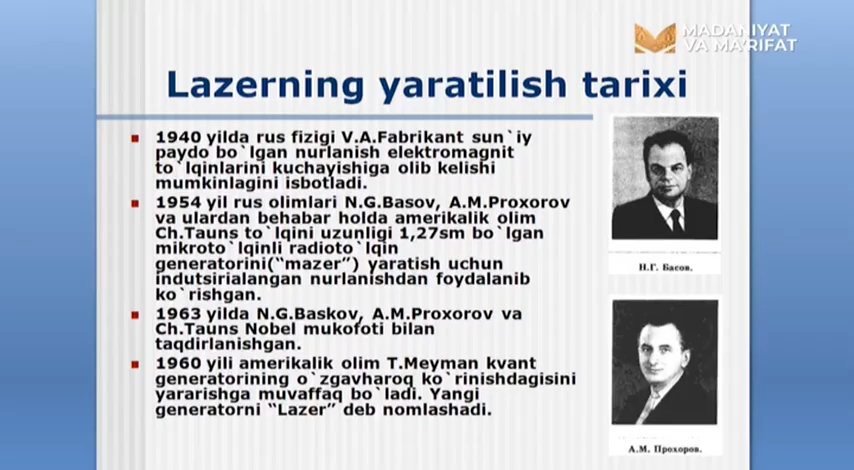 MADANIYAT
VA MA'RIFAT
Lazerning yaratilish tarixi
1940 yilda rus fizigi V.A.Fabrikant sun`iy
paydo bo`lgan nurlanish elektromagnit
to`lqinlarini kuchayishiga olib kelishi
mumkinlagini isbotladi.
1954 yil rus olimlari N.G.Basov, A.M.Proxorov
va ulardan behabar holda amerikalik olim
Ch.Tauns to`lqini uzunligi 1,27sm bo`lgan
mikroto`lqinli radioto`lqin
generatorini(“mazer”) yaratish uchun
indutsirialangan nurlanishdan foydalanib
ko`rishgan.
1963 yilda N.G.Baskov, A.M.Proxorov va
Ch.Tauns Nobel mukofoti bilan
taqdirlanishgan.
1960 yili amerikalik olim T.Meyman kvant
generatorining o`zgavharoq ko`rinishdagisini
yararishga muvaffaq bo`ladi. Yangi
generatorni “Lazer” deb nomlashadi.
Н.Г. Басов.
А.М. Прохоров.